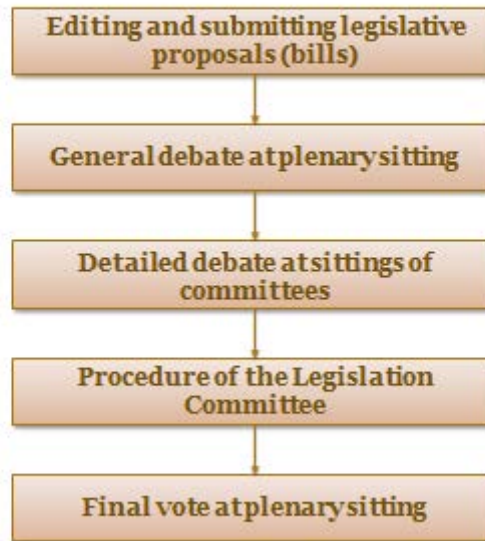 Editing and submitting legislative
proposals (bills)
General debate at plenary sitting
Detailed debate at sittings of
committees
Procedure of the Legislation
Committee
Final vote at plenary sitting